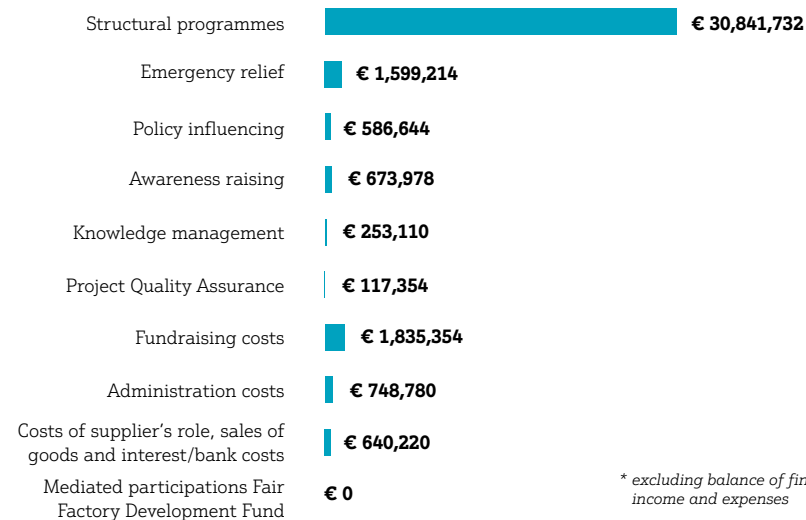 Structural programmes € 30,841,732
Emergency relief € 1,599,214
Policy influencing € 586,644
Awareness raising € 673,978
Knowledge management € 253,110
Project Quality Assurance € 117,354
Fundraising costs € 1,835,354
Administration costs € 748,780
Costs of supplier's role, sales of
goods and interest/bank costs € 640,220
Mediated participations Fair
Factory Development Fund € 0
* excluding balance of fin
income and expenses